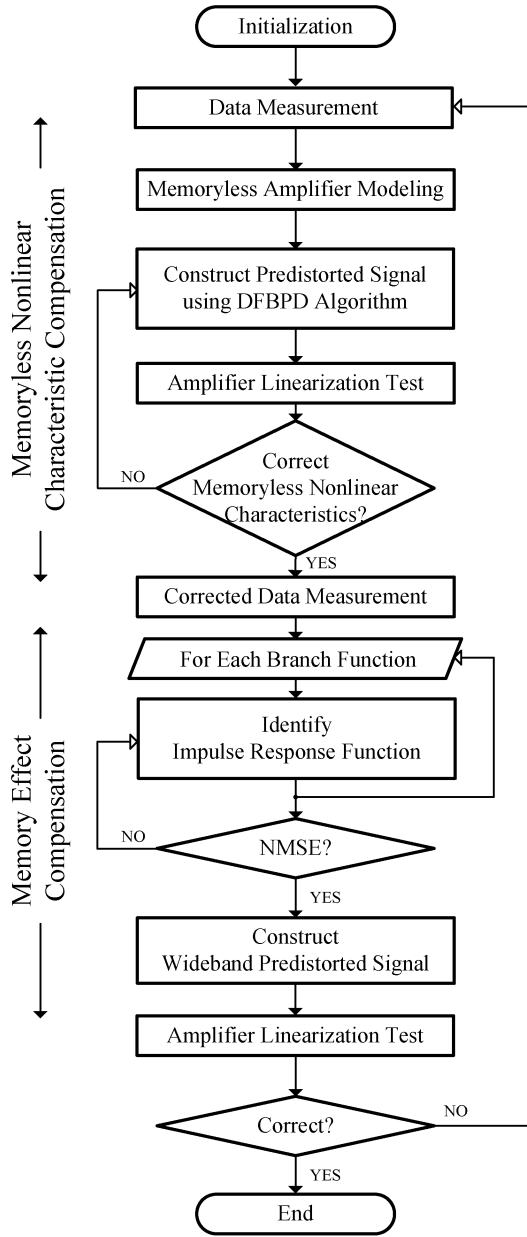 Initialization
Data Measurement
Memoryless Nonlinear
Characteristic Compensation
Memoryless Amplifier Modeling
Construct Predistorted Signal
using DFBPD Algorithm
Amplifier Linearization Test
Correct
Memoryless Nonlinear
Characteristics?
NO
YES
Corrected Data Measurement
Memory Effect
Compensation
For Each Branch Function
Identify
Impulse Response Function
NMSE?
NO
YES
Construct
Wideband Predistorted Signal
Amplifier Linearization Test
Correct?
NO
YES
End